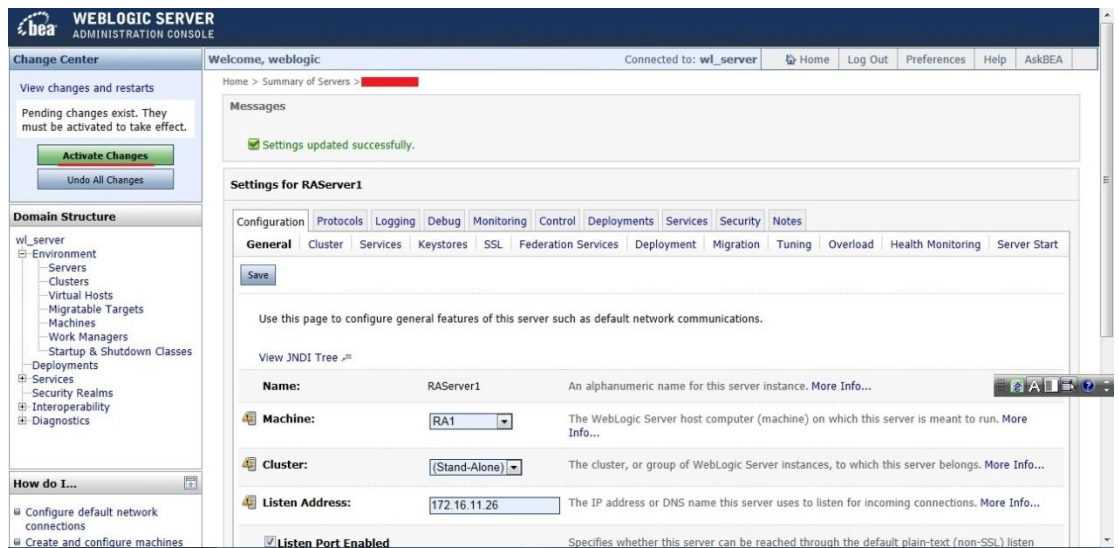 bea
WEBLOGIC SERVER
ADMINISTRATION CONSOLE
Change Center
View changes and restarts
Pending changes exist. They
must be activated to take effect.
Activate Changes
Undo All Changes
Domain Structure
wl_server
Environment
Servers
Clusters
Virtual Hosts
Migratable Targets
Machines
Work Managers
Startup & Shutdown Classes
Deployments
Services
Security Realms
Interoperability
Diagnostics
How do I...
Configure default network
connections
Create and configure machines
Welcome, weblogic
Connected to: wl_server
Home
Log Out
Preferences
Help
AskBEA
Home > Summary of Servers >
Messages
Settings updated successfully.
Settings for RAServer1
Configuration Protocols Logging Debug Monitoring Control Deployments Services Security Notes
General Cluster Services Keystores SSL Federation Services Deployment Migration Tuning Overload Health Monitoring Server Start
Save
Use this page to configure general features of this server such as default network communications.
View JNDI Tree
Name: RAServer1 An alphanumeric name for this server instance. More Info...
Machine: RA1 The WebLogic Server host computer (machine) on which this server is meant to run. More
Info...
Cluster: (Stand-Alone) The cluster, or group of WebLogic Server instances, to which this server belongs. More Info...
Listen Address: 172.16.11.26 The IP address or DNS name this server uses to listen for incoming connections. More Info...
Listen Port Enabled Specifies whether this server can be reached through the default plain-text (non-SSL) listen